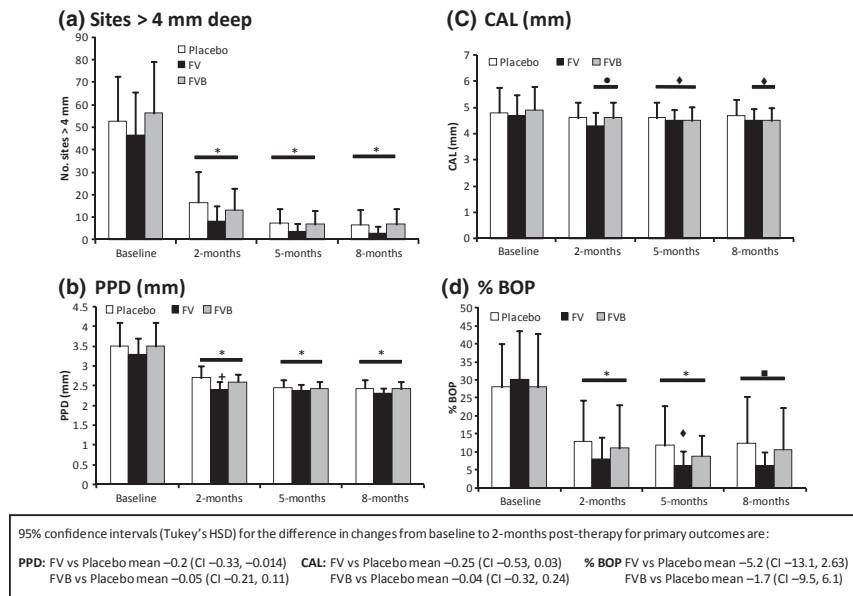 (a) Sites > 4 mm deep
Placebo
FV
FVB
No. sites > 4 mm
90
80
70
60
50
40
30
20
10
0
*
*
*
Baseline
2-months
5-months
8-months
(b) PPD (mm)
Placebo
FV
FVB
PPD (mm)
4.5
4
3.5
3
2.5
2
1.5
1
0.5
0
*
+
*
*
Baseline
2-months
5-months
8-months
(C) CAL (mm)
Placebo
FV
FVB
CAL (mm)
7
6
5
4
3
2
1
0
●
♦
♦
Baseline
2-months
5-months
8-months
(d) % BOP
Placebo
FV
FVB
% BOP
50
45
40
35
30
25
20
15
10
5
0
*
*
♦
■
Baseline
2-months
5-months
8-months
95% confidence intervals (Tukey's HSD) for the difference in changes from baseline to 2-months post-therapy for primary outcomes are:
PPD: FV vs Placebo mean –0.2 (CI –0.33, –0.014)
FVB vs Placebo mean –0.05 (CI –0.21, 0.11)
CAL: FV vs Placebo mean –0.25 (CI –0.53, 0.03)
FVB vs Placebo mean –0.04 (CI –0.32, 0.24)
% BOP FV vs Placebo mean –5.2 (CI –13.1, 2.63)
FVB vs Placebo mean –1.7 (CI –9.5, 6.1)